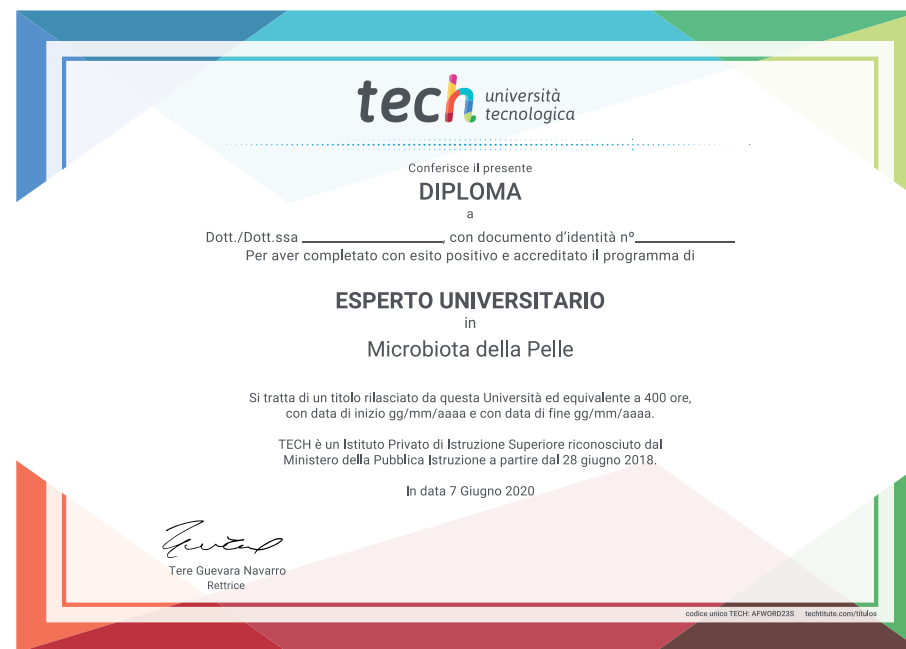 tech università
tecnologica
Conferisce il presente
DIPLOMA
a
Dott./Dott.ssa ____________, con documento d'identità nº____________
Per aver completato con esito positivo e accreditato il programma di
ESPERTO UNIVERSITARIO
in
Microbiota della Pelle
Si tratta di un titolo rilasciato da questa Università ed equivalente a 400 ore,
con data di inizio gg/mm/aaaa e con data di fine gg/mm/aaaa.
TECH è un Istituto Privato di Istruzione Superiore riconosciuto dal
Ministero della Pubblica Istruzione a partire dal 28 giugno 2018.
In data 7 Giugno 2020
Tere Guevara Navarro
Rettrice
codice unico TECH: AFWORD23S techtitute.com/titulos